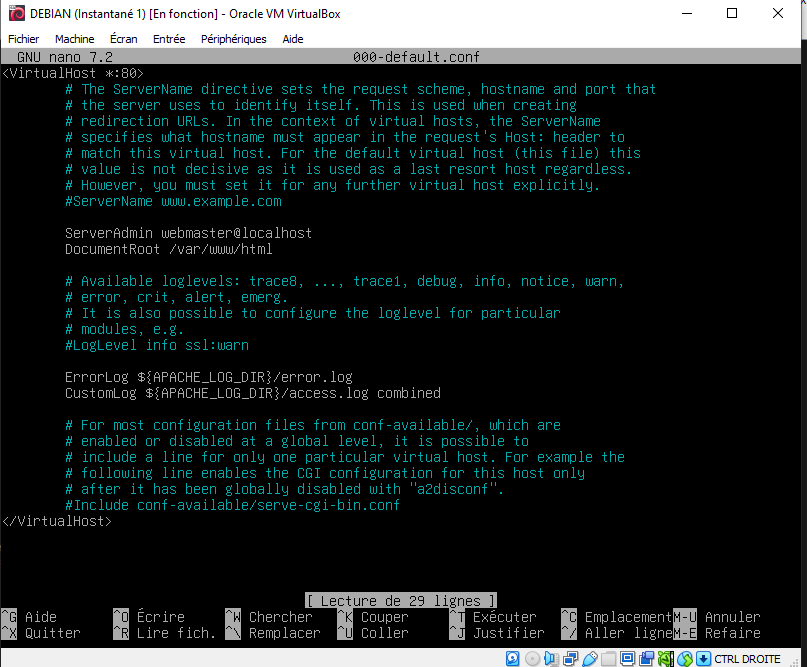 DEBIAN (Instantané 1) [En fonction] - Oracle VM VirtualBox
Fichier Machine Écran Entrée Périphériques Aide
GNU nano 7.2 000-default.conf
<VirtualHost *:80>
# The ServerName directive sets the request scheme, hostname and port that
# the server uses to identify itself. This is used when creating
# redirection URLs. In the context of virtual hosts, the ServerName
# specifies what hostname must appear in the request's Host: header to
# match this virtual host. For the default virtual host (this file) this
# value is not decisive as it is used as a last resort host regardless.
# However, you must set it for any further virtual host explicitly.
#ServerName www.example.com
ServerAdmin webmaster@localhost
DocumentRoot /var/www/html
# Available loglevels: trace8, ..., trace1, debug, info, notice, warn,
# error, crit, alert, emerg.
# It is also possible to configure the loglevel for particular
# modules, e.g.
#LogLevel info ssl:warn
ErrorLog ${APACHE_LOG_DIR}/error.log
CustomLog ${APACHE_LOG_DIR}/access.log combined
# For most configuration files from conf-available/, which are
# enabled or disabled at a global level, it is possible to
# include a line for only one particular virtual host. For example the
# following line enables the CGI configuration for this host only
# after it has been globally disabled with "a2disconf".
#Include conf-available/serve-cgi-bin.conf
</VirtualHost>
[ Lecture de 29 lignes ]
^G Aide ^O Écrire ^W Chercher ^K Couper ^T Exécuter ^C Emplacement M-U Annuler
^X Quitter ^R Lire fich. ^\ Remplacer ^U Coller ^J Justifier ^/ Aller ligne M-E Refaire
CTRL DROITE